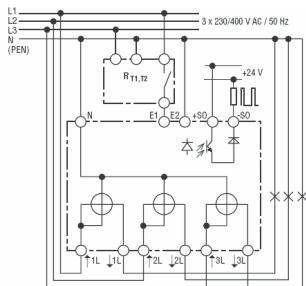 L1
L2
L3
N
(PEN)
3 x 230/400 V AC / 50 Hz
R T1,T2
+24 V
N
E1
E2
+SO
-SO
↑1L
↓1L
↑2L
↓2L
↑3L
↓3L